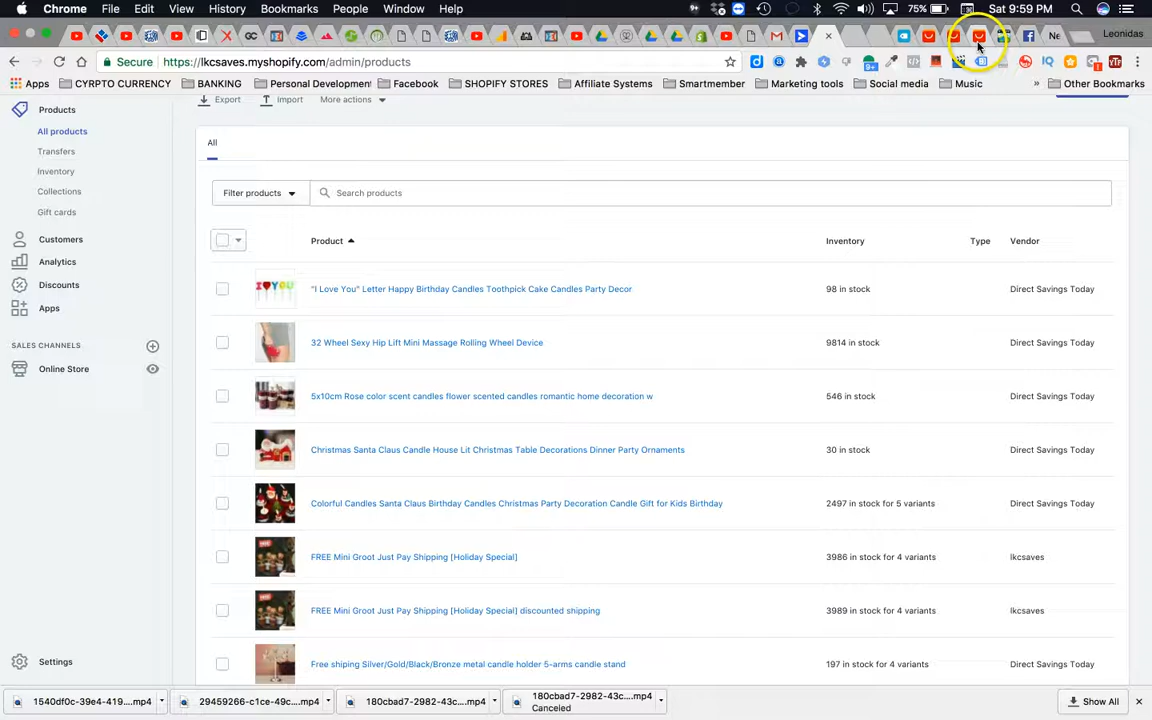 Chrome File Edit View History Bookmarks People Window Help 75% Sat 9:59 PM
Leonidas
Secure https://lkcsaves.myshopify.com/admin/products
Apps CYRPTO CURRENCY BANKING Personal Development Facebook SHOPIFY STORES Affiliate Systems Smartmember Marketing tools Social media Music » Other Bookmarks
Products
All products
Transfers
Inventory
Collections
Gift cards
Customers
Analytics
Discounts
Apps
SALES CHANNELS
Online Store
Settings
Export Import More actions
All
Filter products Search products
Product Inventory Type Vendor
"I Love You" Letter Happy Birthday Candles Toothpick Cake Candles Party Decor 98 in stock Direct Savings Today
32 Wheel Sexy Hip Lift Mini Massage Rolling Wheel Device 9814 in stock Direct Savings Today
5x10cm Rose color scent candles flower scented candles romantic home decoration w 546 in stock Direct Savings Today
Christmas Santa Claus Candle House Lit Christmas Table Decorations Dinner Party Ornaments 30 in stock Direct Savings Today
Colorful Candles Santa Claus Birthday Candles Christmas Party Decoration Candle Gift for Kids Birthday 2497 in stock for 5 variants Direct Savings Today
FREE Mini Groot Just Pay Shipping [Holiday Special] 3986 in stock for 4 variants lkcsaves
FREE Mini Groot Just Pay Shipping [Holiday Special] discounted shipping 3989 in stock for 4 variants lkcsaves
Free shiping Silver/Gold/Black/Bronze metal candle holder 5-arms candle stand 197 in stock for 4 variants Direct Savings Today
1540df0c-39e4-419....mp4 29459266-c1ce-49c....mp4 180cbad7-2982-43c....mp4 180cbad7-2982-43c....mp4 Show All
Canceled